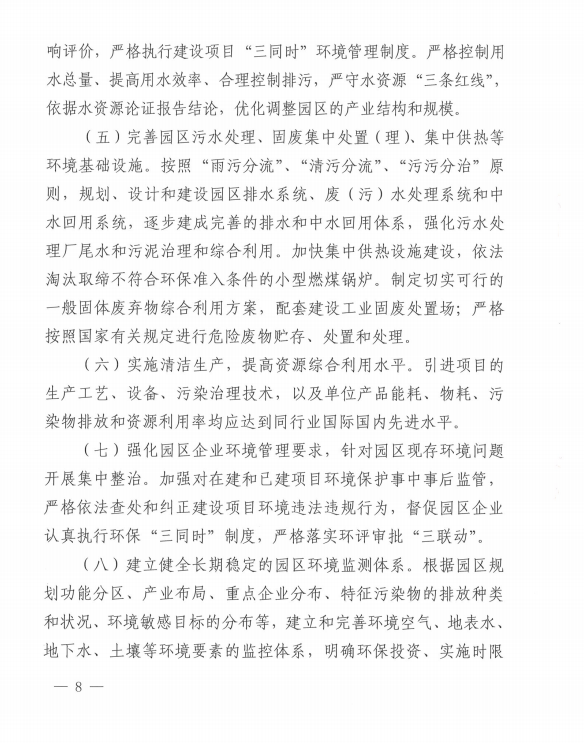 响评价，严格执行建设项目“三同时”环境管理制度。严格控制用
水总量、提高用水效率、合理控制排污，严守水资源“三条红线”，
依据水资源论证报告结论，优化调整园区的产业结构和规模。
（五）完善园区污水处理、固废集中处置（理）、集中供热等
环境基础设施。按照“雨污分流”、“清污分流”、“污污分治”原
则，规划、设计和建设园区排水系统、废（污）水处理系统和中
水回用系统，逐步建成完善的排水和中水回用体系，强化污水处
理厂尾水和污泥治理和综合利用。加快集中供热设施建设，依法
淘汰取缔不符合环保准入条件的小型燃煤锅炉。制定切实可行的
一般固体废弃物综合利用方案，配套建设工业固废处置场；严格
按照国家有关规定进行危险废物贮存、处置和处理。
（六）实施清洁生产，提高资源综合利用水平。引进项目的
生产工艺、设备、污染治理技术，以及单位产品能耗、物耗、污
染物排放和资源利用率均应达到同行业国际国内先进水平。
（七）强化园区企业环境管理要求，针对园区现存环境问题
开展集中整治。加强对在建和已建项目环境保护事中事后监管，
严格依法查处和纠正建设项目环境违法违规行为，督促园区企业
认真执行环保“三同时”制度，严格落实环评审批“三联动”。
（八）建立健全长期稳定的园区环境监测体系。根据园区规
划功能分区、产业布局、重点企业分布、特征污染物的排放种类
和状况、环境敏感目标的分布等，建立和完善环境空气、地表水、
地下水、土壤等环境要素的监控体系，明确环保投资、实施时限
— 8 —